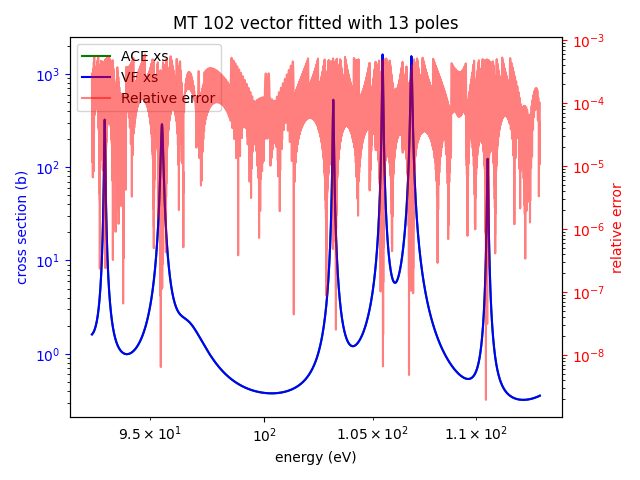 MT 102 vector fitted with 13 poles
ACE xs
VF xs
Relative error
cross section (b)
10³
10²
10¹
10⁰
relative error
10⁻³
10⁻⁴
10⁻⁵
10⁻⁶
10⁻⁷
10⁻⁸
9.5 × 10¹
10²
1.05 × 10²
1.1 × 10²
energy (eV)